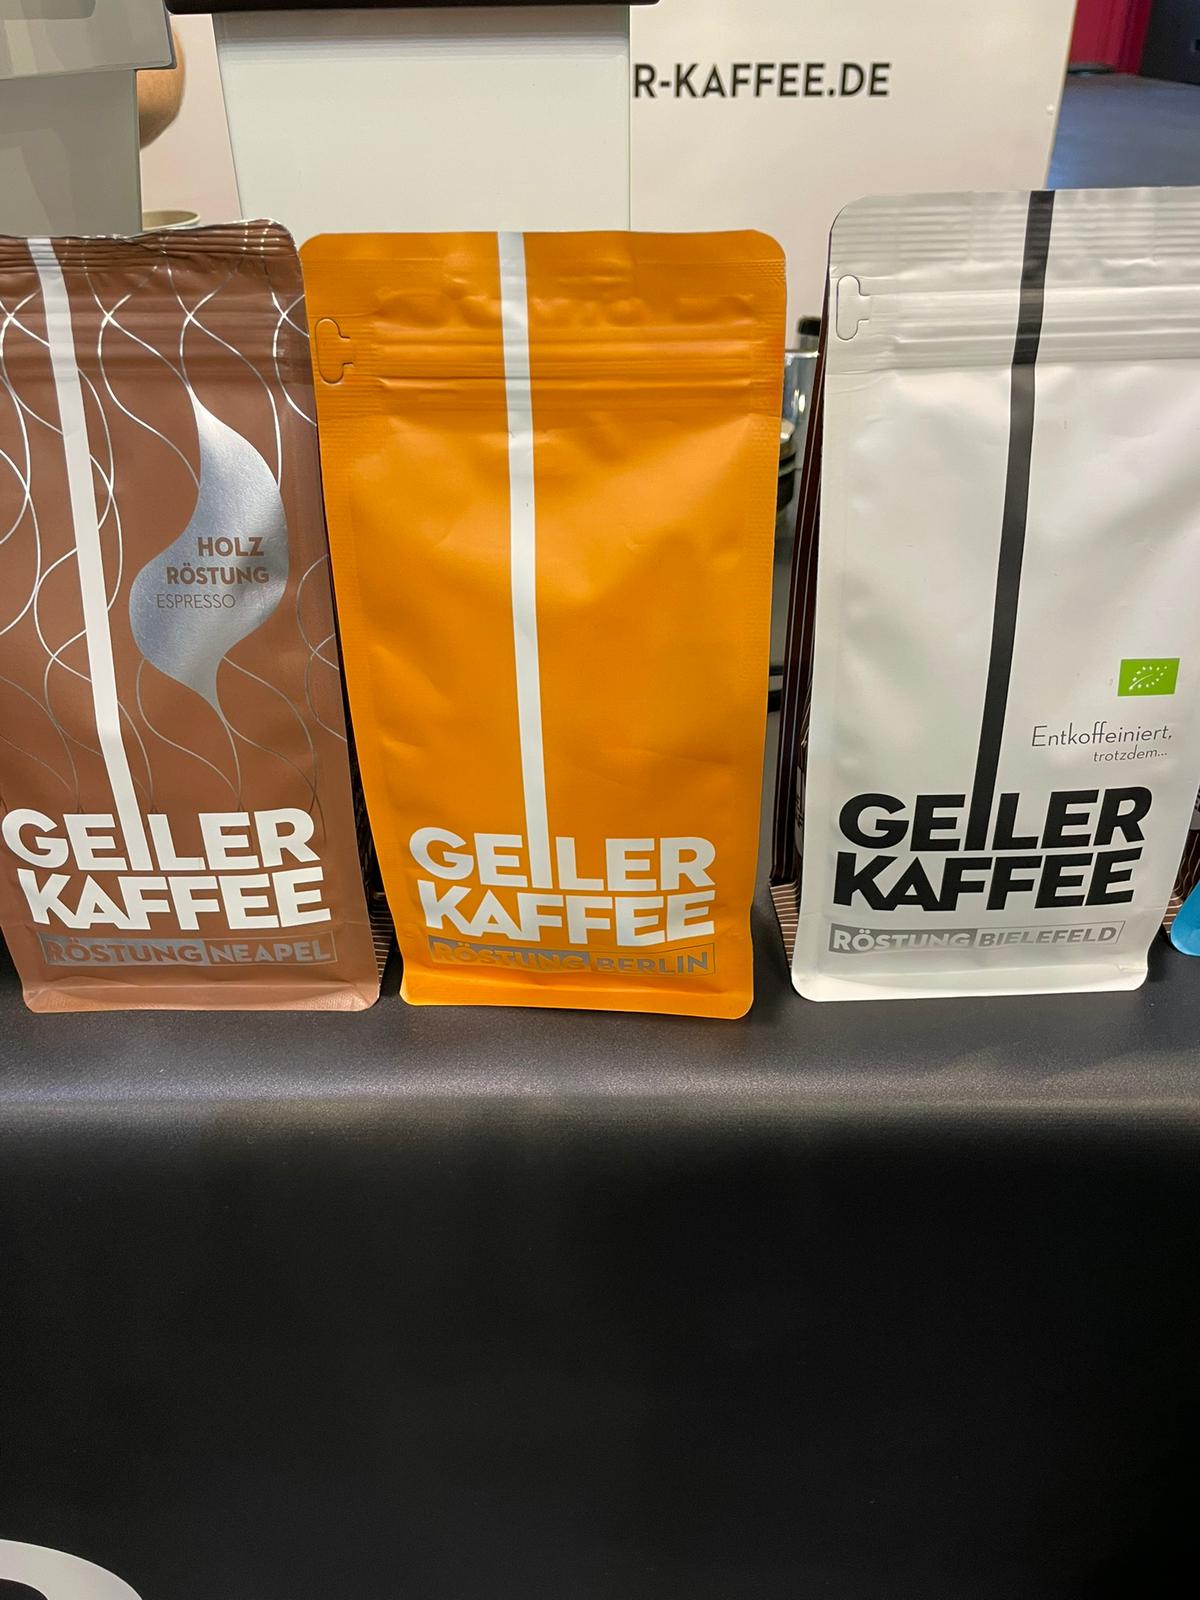 R-KAFFEE.DE
HOLZ
RÖSTUNG
ESPRESSO
GEILER
KAFFEE
RÖSTUNG NEAPEL
GEILER
KAFFEE
RÖSTUNG BERLIN
Entkoffeiniert,
trotzdem...
GEILER
KAFFEE
RÖSTUNG BIELEFELD